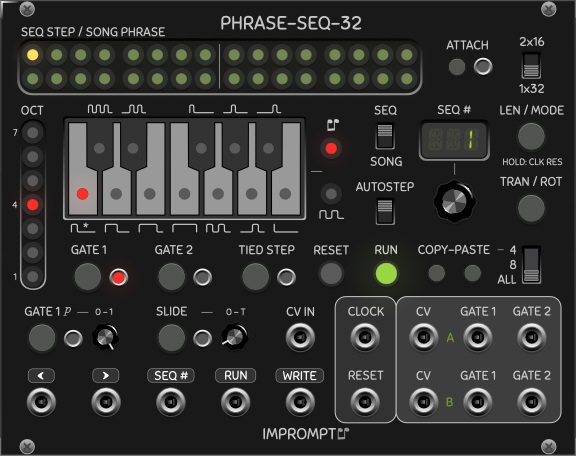 PHRASE-SEQ-32
SEQ STEP / SONG PHRASE
ATTACH
2x16
1x32
OCT
7
4
1
SEQ
SONG
SEQ #
1
LEN / MODE
HOLD: CLK RES
TRAN / ROT
AUTOSTEP
GATE 1
GATE 2
TIED STEP
RESET
RUN
COPY-PASTE
4
8
ALL
GATE 1 p
0-1
SLIDE
0-T
CV IN
CLOCK
CV
GATE 1
GATE 2
A
<
>
SEQ #
RUN
WRITE
RESET
CV
GATE 1
GATE 2
B
IMPROMPTU